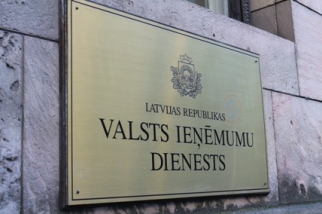 LATVIJAS REPUBLIKAS
VALSTS IEŅĒMUMU
DIENESTS